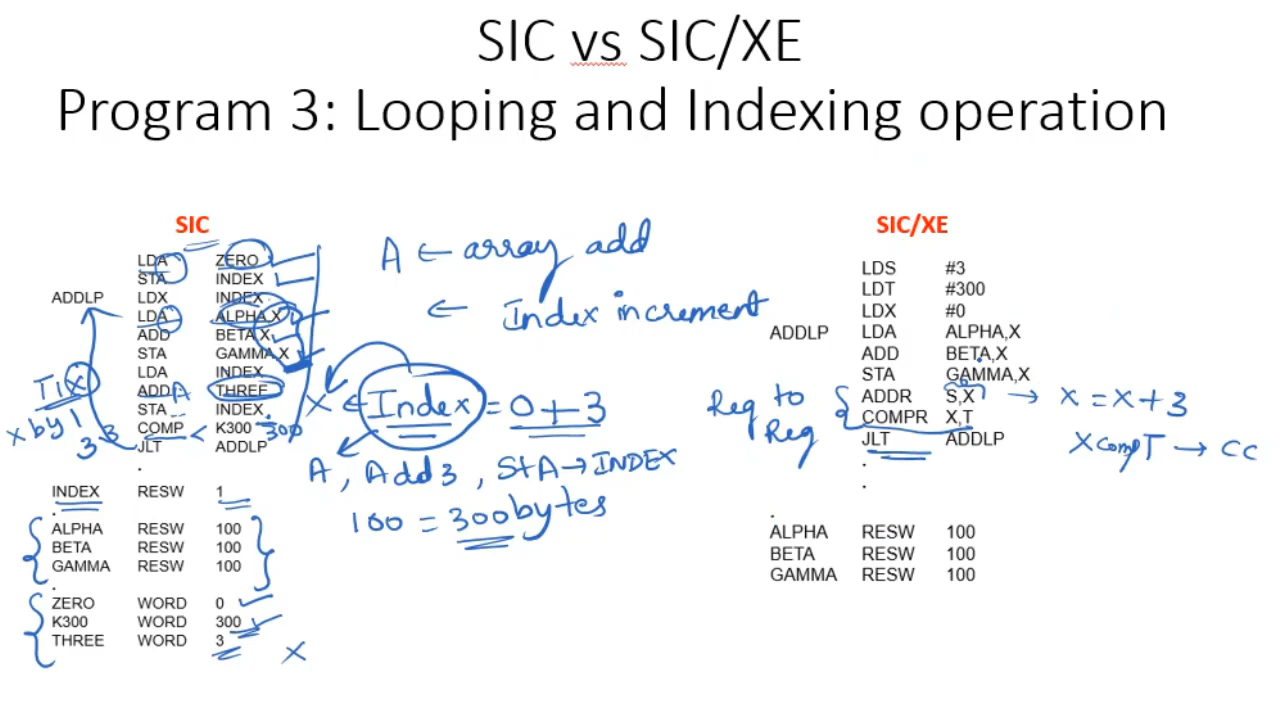 SIC vs SIC/XE
Program 3: Looping and Indexing operation
SIC
LDA ZERO
STA INDEX
ADDLP LDX INDEX
LDA ALPHA,X
ADD BETA,X
STA GAMMA,X
LDA INDEX
ADD THREE
STA INDEX
COMP K300
JLT ADDLP
.
INDEX RESW 1
.
ALPHA RESW 100
BETA RESW 100
GAMMA RESW 100
.
ZERO WORD 0
K300 WORD 300
THREE WORD 3
A ← array add
← Index increment
TIX
A
x by 1
3 3
< 300
X ← Index = 0 + 3
A, Add 3, STA → INDEX
100 = 300 bytes
X
SIC/XE
LDS #3
LDT #300
LDX #0
ADDLP LDA ALPHA,X
ADD BETA,X
STA GAMMA,X
ADDR S,X
COMPR X,T
JLT ADDLP
.
.
.
ALPHA RESW 100
BETA RESW 100
GAMMA RESW 100
Reg to
Reg
→ X = X + 3
X comp T → CC